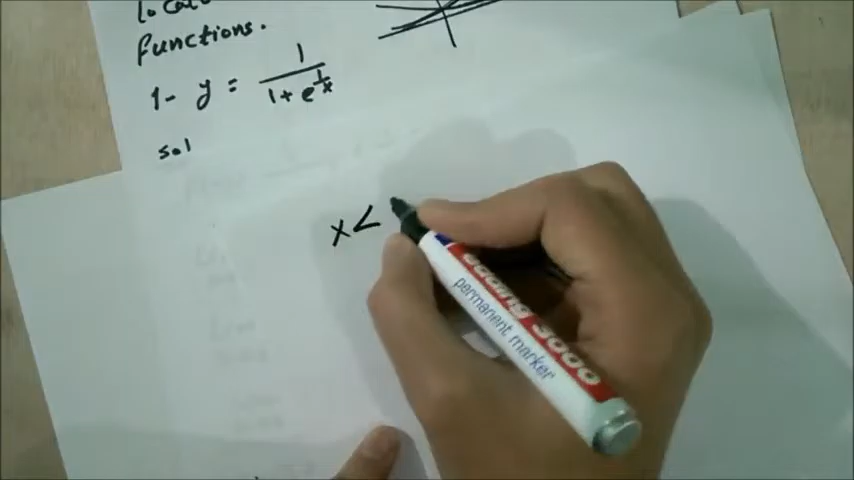 functions.
1- y = 1/(1 + e^(1/x))
sol
x <
edding 3000
permanent marker